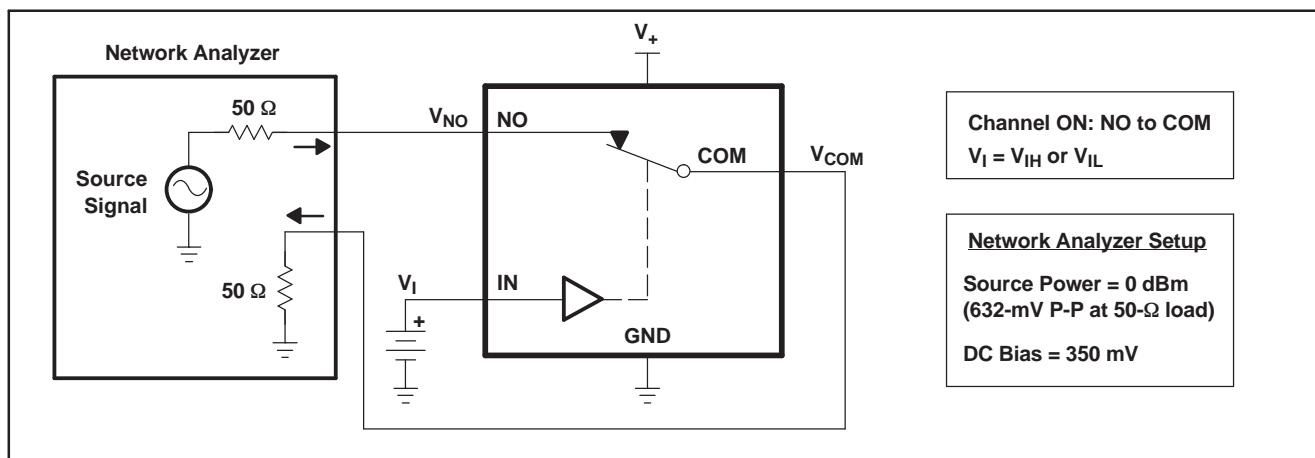 Network Analyzer
50 Ω
Source
Signal
50 Ω
V+
VNO
NO
COM
VCOM
VI
+
IN
GND
Channel ON: NO to COM
VI = VIH or VIL
Network Analyzer Setup
Source Power = 0 dBm
(632-mV P-P at 50-Ω load)
DC Bias = 350 mV